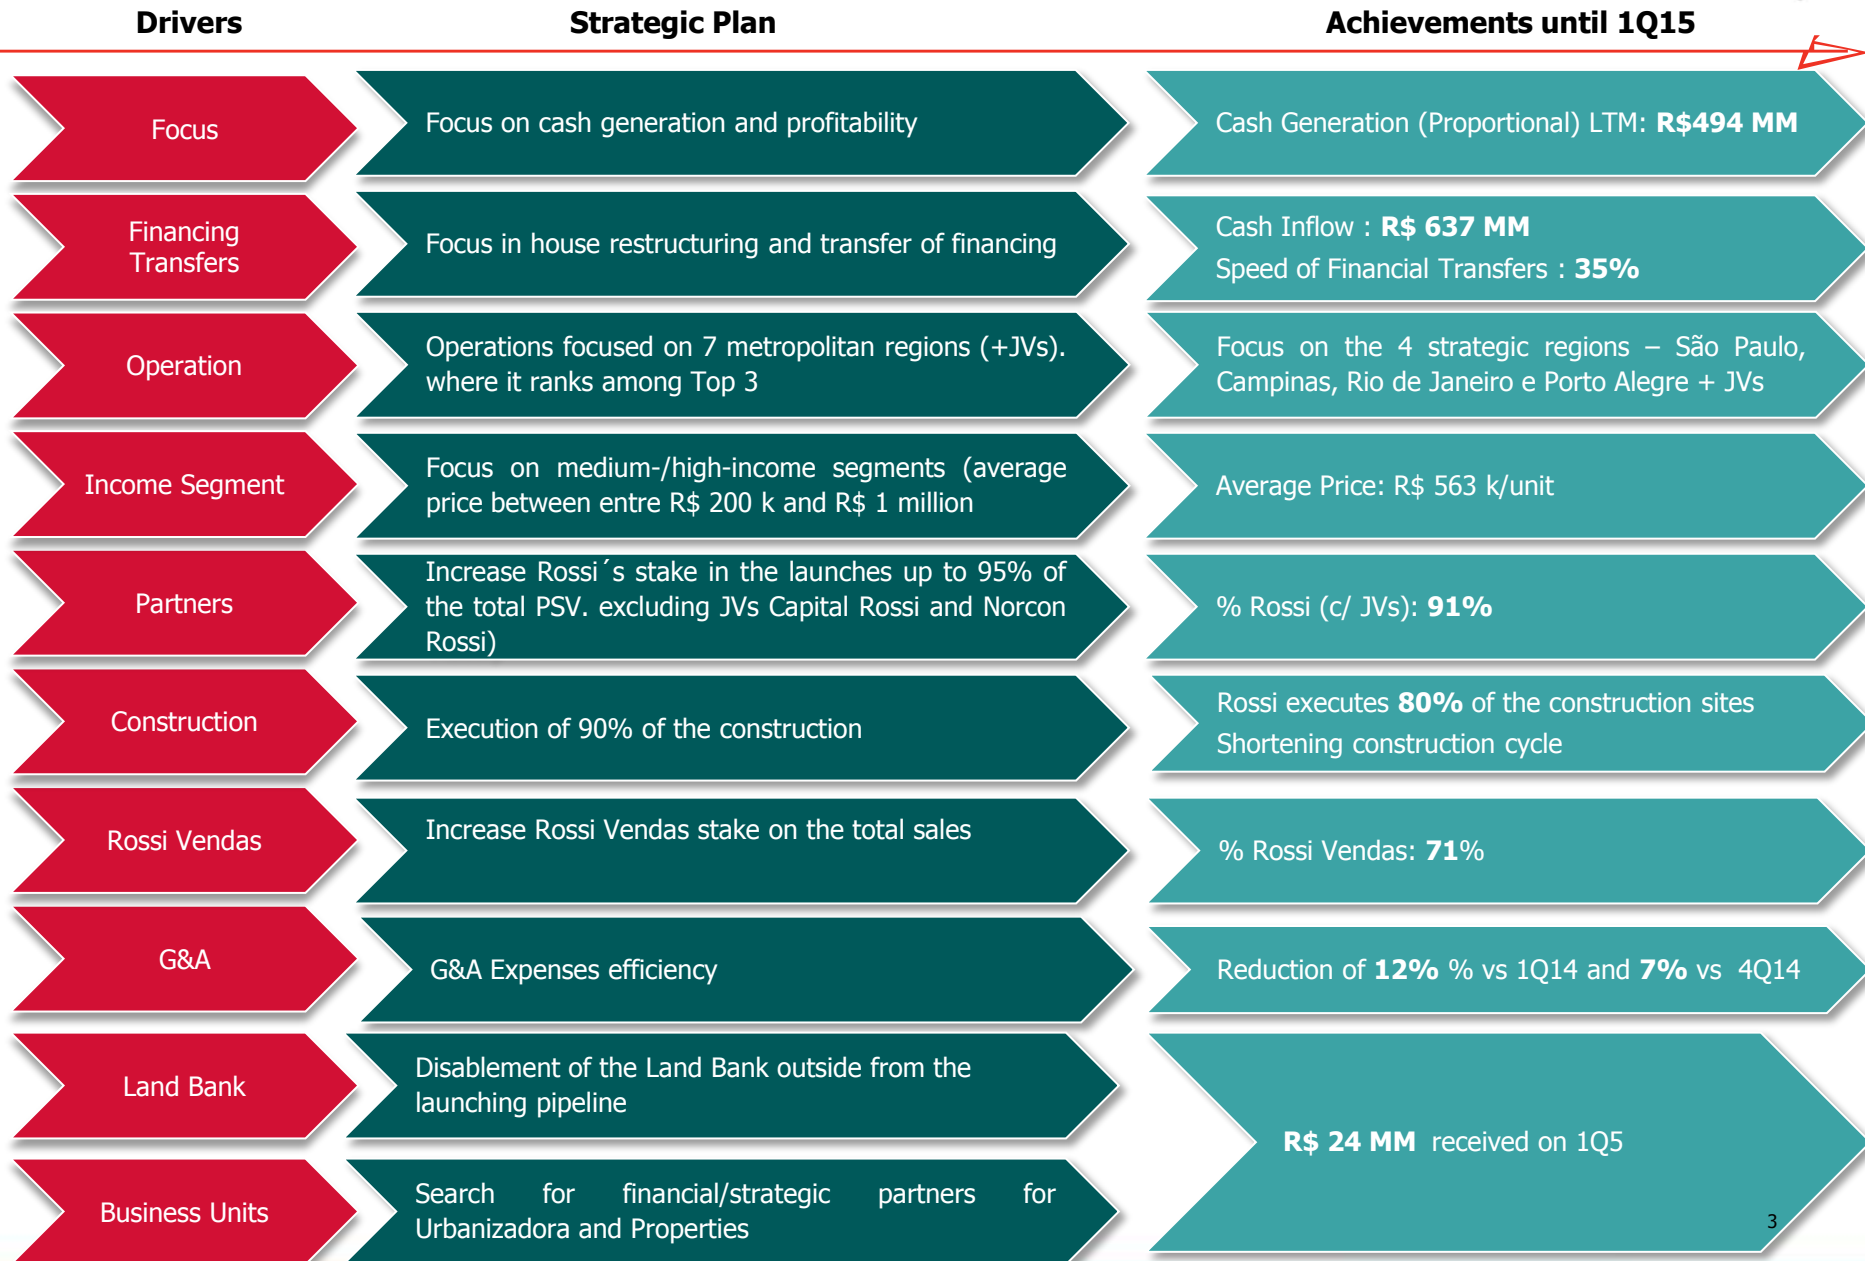 Drivers
Strategic Plan
Achievements until 1Q15
Focus
Focus on cash generation and profitability
Cash Generation (Proportional) LTM: R$494 MM
Financing
Transfers
Focus in house restructuring and transfer of financing
Cash Inflow : R$ 637 MM
Speed of Financial Transfers : 35%
Operation
Operations focused on 7 metropolitan regions (+JVs).
where it ranks among Top 3
Focus on the 4 strategic regions – São Paulo,
Campinas, Rio de Janeiro e Porto Alegre + JVs
Income Segment
Focus on medium-/high-income segments (average
price between entre R$ 200 k and R$ 1 million
Average Price: R$ 563 k/unit
Partners
Increase Rossi´s stake in the launches up to 95% of
the total PSV. excluding JVs Capital Rossi and Norcon
Rossi)
% Rossi (c/ JVs): 91%
Construction
Execution of 90% of the construction
Rossi executes 80% of the construction sites
Shortening construction cycle
Rossi Vendas
Increase Rossi Vendas stake on the total sales
% Rossi Vendas: 71%
G&A
G&A Expenses efficiency
Reduction of 12% % vs 1Q14 and 7% vs 4Q14
Land Bank
Disablement of the Land Bank outside from the
launching pipeline
R$ 24 MM received on 1Q5
Business Units
Search for financial/strategic partners for
Urbanizadora and Properties
3